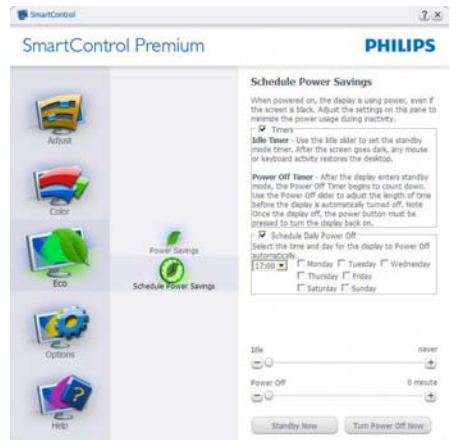 SmartControl
SmartControl Premium
PHILIPS
Adjust
Color
Eco
Options
Help
Power Savings
Schedule Power Savings
Schedule Power Savings
When powered on, the display is using power, even if
the screen is black. Adjust the settings on this pane to
minimize the power usage during inactivity.
Timers
Idle Timer - Use the Idle slider to set the standby
mode timer. After the screen goes dark, any mouse
or keyboard activity restores the desktop.
Power Off Timer - After the display enters standby
mode, the Power Off Timer begins to count down.
Use the Power Off slider to adjust the length of time
before the display is automatically turned off. Note
Once the display off, the power button must be
pressed to turn the display back on.
Schedule Daily Power Off
Select the time and day for the display to Power Off
automatically.
17:00 Monday Tuesday Wednesday
Thursday Friday
Saturday Sunday
Idle never
Power Off 0 minute
Standby Now Turn Power Off Now